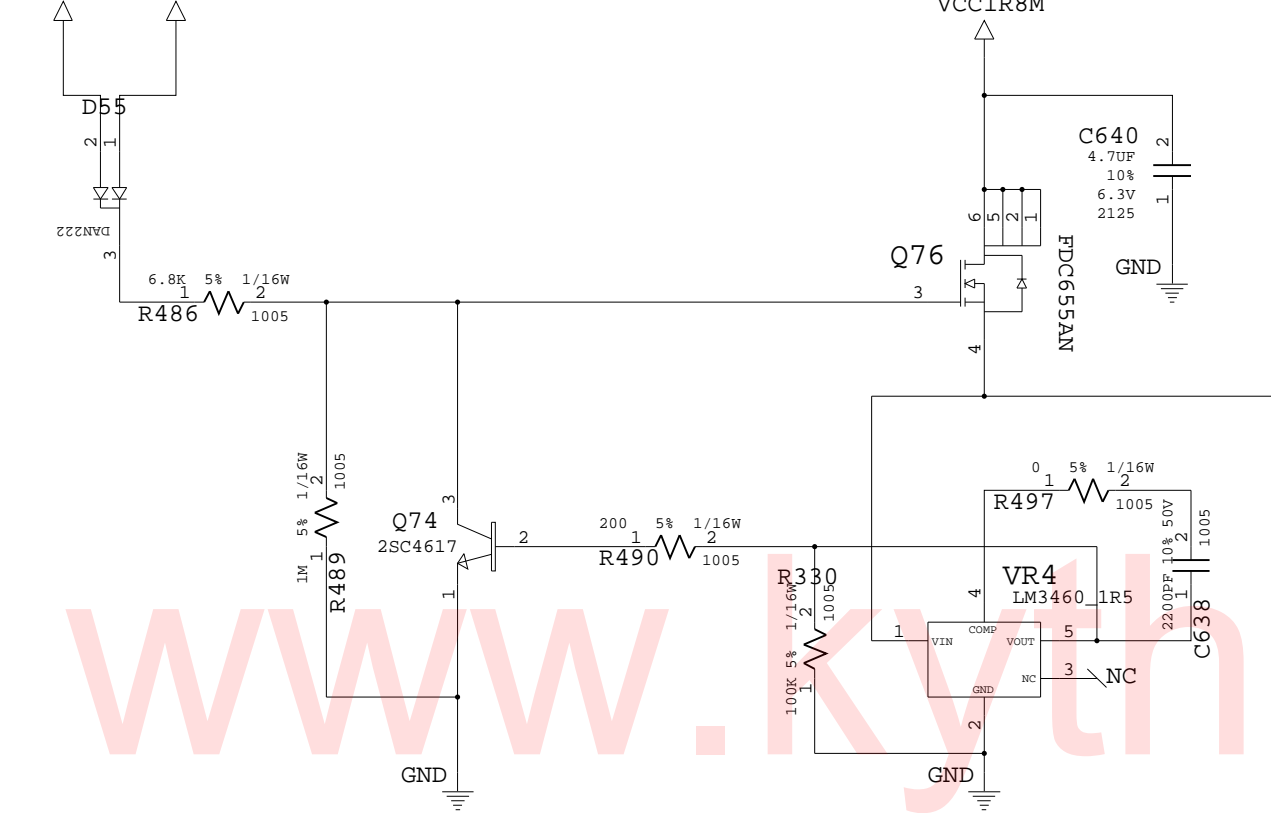 VCC1R8M
D55
2
1
DAN222
3
6.8K 5% 1/16W
1
2
R486
1005
C640
4.7UF
10%
6.3V
2125
2
1
GND
6
5
2
1
Q76
FDC655AN
3
4
1M 5% 1/16W
1
2
1005
R489
3
Q74
2SC4617
2
1
200 5% 1/16W
1
2
R490
1005
R330
100K 5% 1/16W
1
2
1005
0 5% 1/16W
1
2
R497
1005
2200PF 10% 50V
1
2
1005
C638
VR4
LM3460_1R5
4
1
VIN
COMP
VOUT
5
NC
3
NC
GND
2
GND
GND
www.kyth